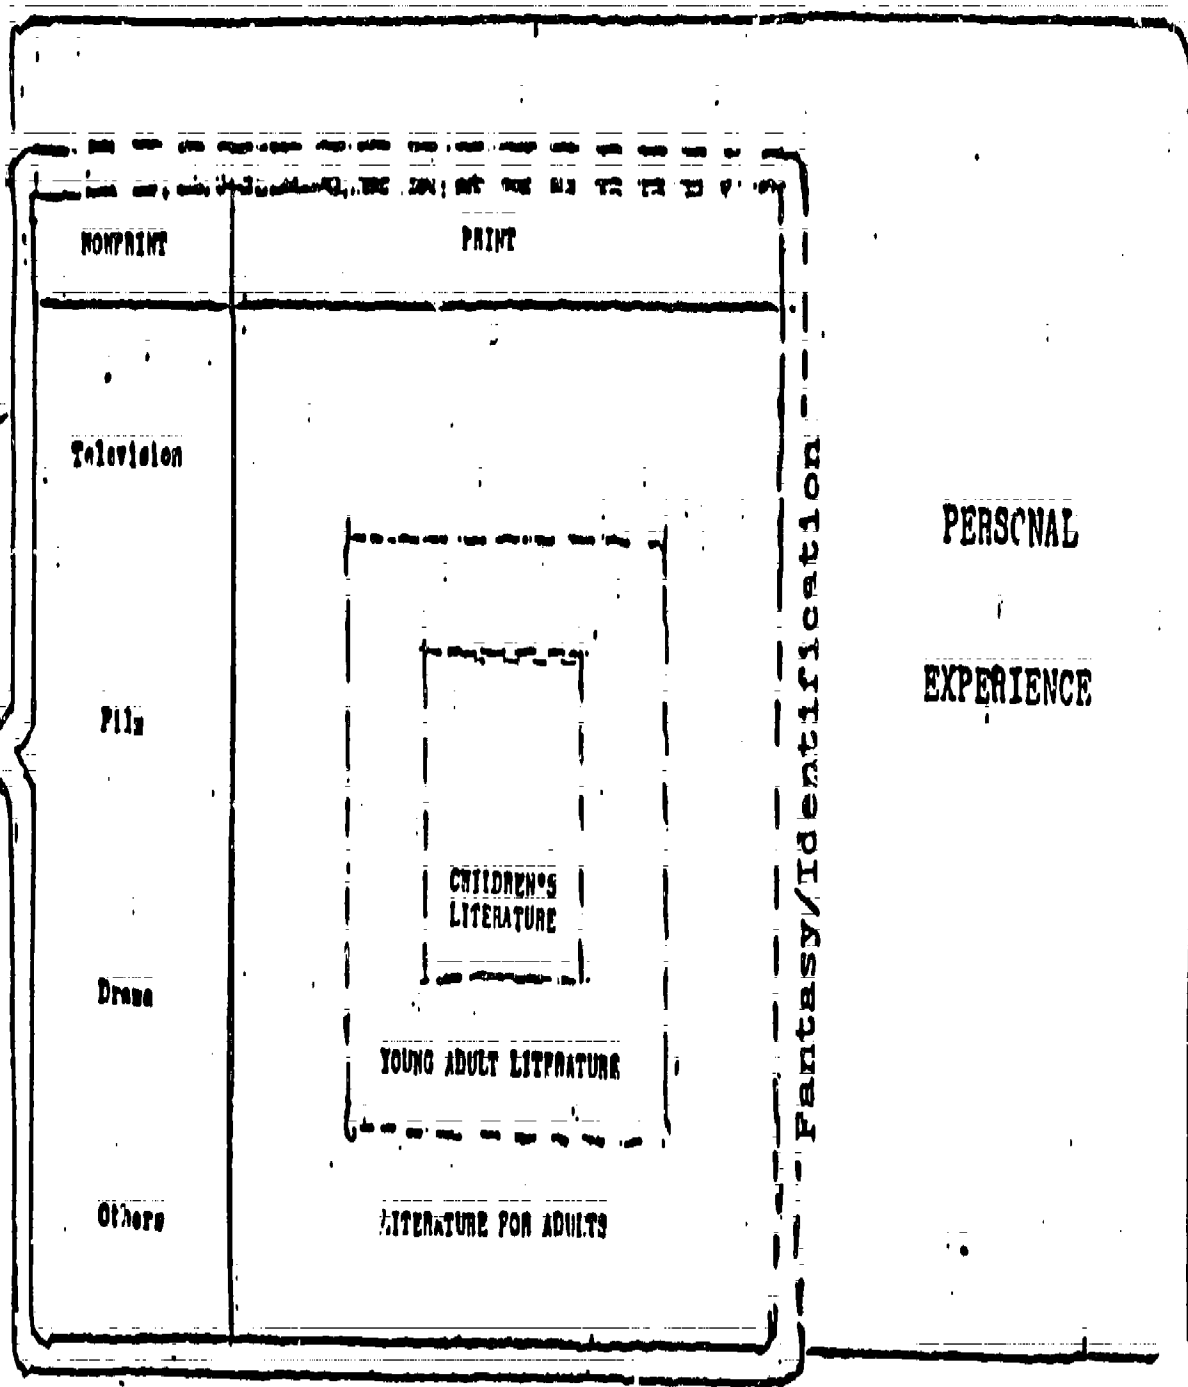 NONPRINT
PRINT
Television
Film
Drama
Others
CHILDREN'S
LITERATURE
YOUNG ADULT LITERATURE
LITERATURE FOR ADULTS
Fantasy/Identification
PERSONAL
EXPERIENCE